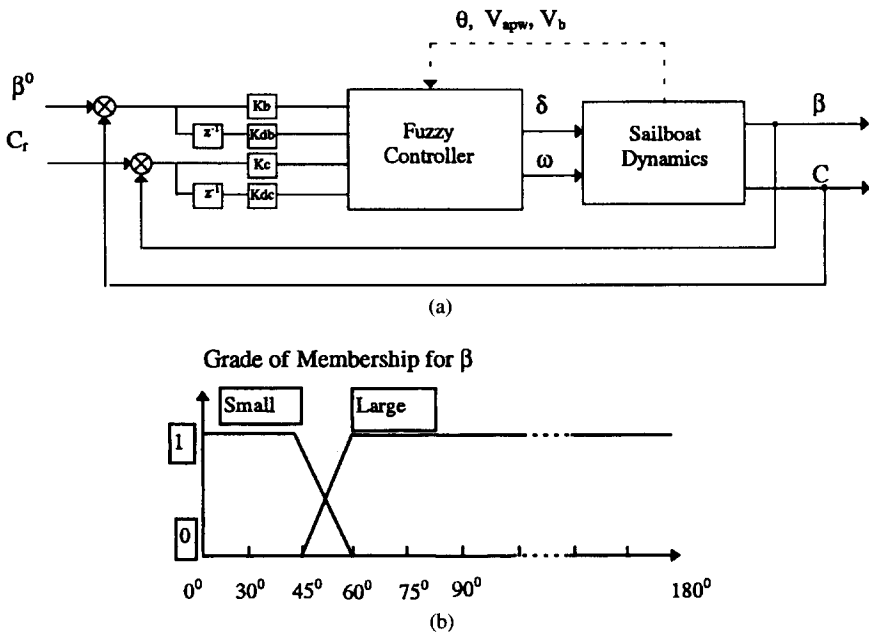 θ, V_apw, V_b
β⁰
C_r
Kb
z⁻¹ Kdb
Kc
z⁻¹ Kdc
Fuzzy
Controller
δ
ω
Sailboat
Dynamics
β
C
(a)
Grade of Membership for β
Small Large
1
0
0⁰ 30⁰ 45⁰ 60⁰ 75⁰ 90⁰ 180⁰
(b)